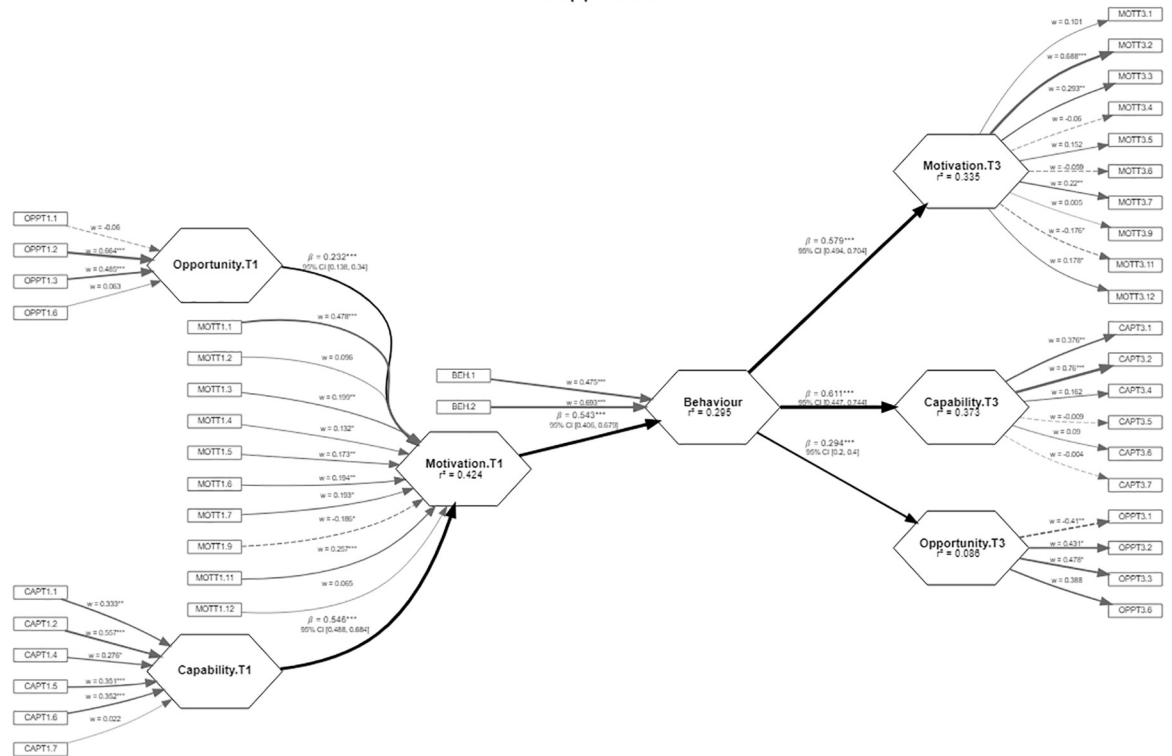 OPPT1.1
OPPT1.2
OPPT1.3
OPPT1.6
w = -0.06
w = 0.664***
w = 0.485***
w = 0.063
Opportunity.T1
β = 0.232***
95% CI [0.138, 0.34]
MOTT1.1
MOTT1.2
MOTT1.3
MOTT1.4
MOTT1.5
MOTT1.6
MOTT1.7
MOTT1.9
MOTT1.11
MOTT1.12
w = 0.478***
w = 0.096
w = 0.199**
w = 0.132*
w = 0.173**
w = 0.194**
w = 0.193*
w = -0.186*
w = 0.257***
w = 0.065
Motivation.T1
r² = 0.424
CAPT1.1
CAPT1.2
CAPT1.4
CAPT1.5
CAPT1.6
CAPT1.7
w = 0.333**
w = 0.557***
w = 0.276*
w = 0.351***
w = 0.352***
w = 0.022
Capability.T1
β = 0.546***
95% CI [0.488, 0.684]
BEH.1
BEH.2
w = 0.475***
w = 0.693***
β = 0.543***
95% CI [0.406, 0.679]
Behaviour
r² = 0.295
β = 0.579***
95% CI [0.494, 0.704]
β = 0.611***
95% CI [0.447, 0.744]
β = 0.294***
95% CI [0.2, 0.4]
Motivation.T3
r² = 0.335
w = 0.101
w = 0.688***
w = 0.293**
w = -0.06
w = 0.152
w = -0.059
w = 0.22**
w = 0.005
w = -0.176*
w = 0.178*
MOTT3.1
MOTT3.2
MOTT3.3
MOTT3.4
MOTT3.5
MOTT3.6
MOTT3.7
MOTT3.9
MOTT3.11
MOTT3.12
Capability.T3
r² = 0.373
w = 0.376**
w = 0.76***
w = 0.162
w = -0.009
w = 0.09
w = -0.004
CAPT3.1
CAPT3.2
CAPT3.4
CAPT3.5
CAPT3.6
CAPT3.7
Opportunity.T3
r² = 0.086
w = -0.41**
w = 0.431*
w = 0.478*
w = 0.388
OPPT3.1
OPPT3.2
OPPT3.3
OPPT3.6